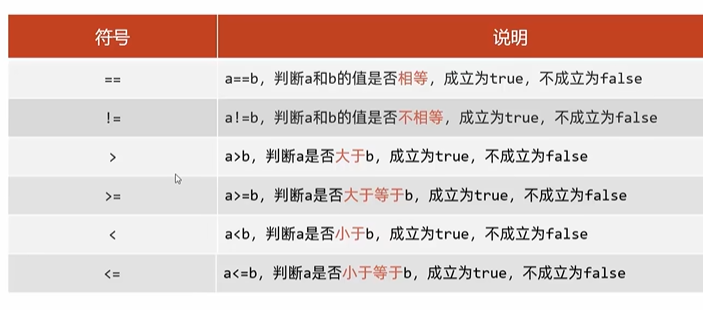 符号 说明
== a==b，判断a和b的值是否相等，成立为true，不成立为false
!= a!=b，判断a和b的值是否不相等，成立为true，不成立为false
> a>b，判断a是否大于b，成立为true，不成立为false
>= a>=b，判断a是否大于等于b，成立为true，不成立为false
< a<b，判断a是否小于b，成立为true，不成立为false
<= a<=b，判断a是否小于等于b，成立为true，不成立为false